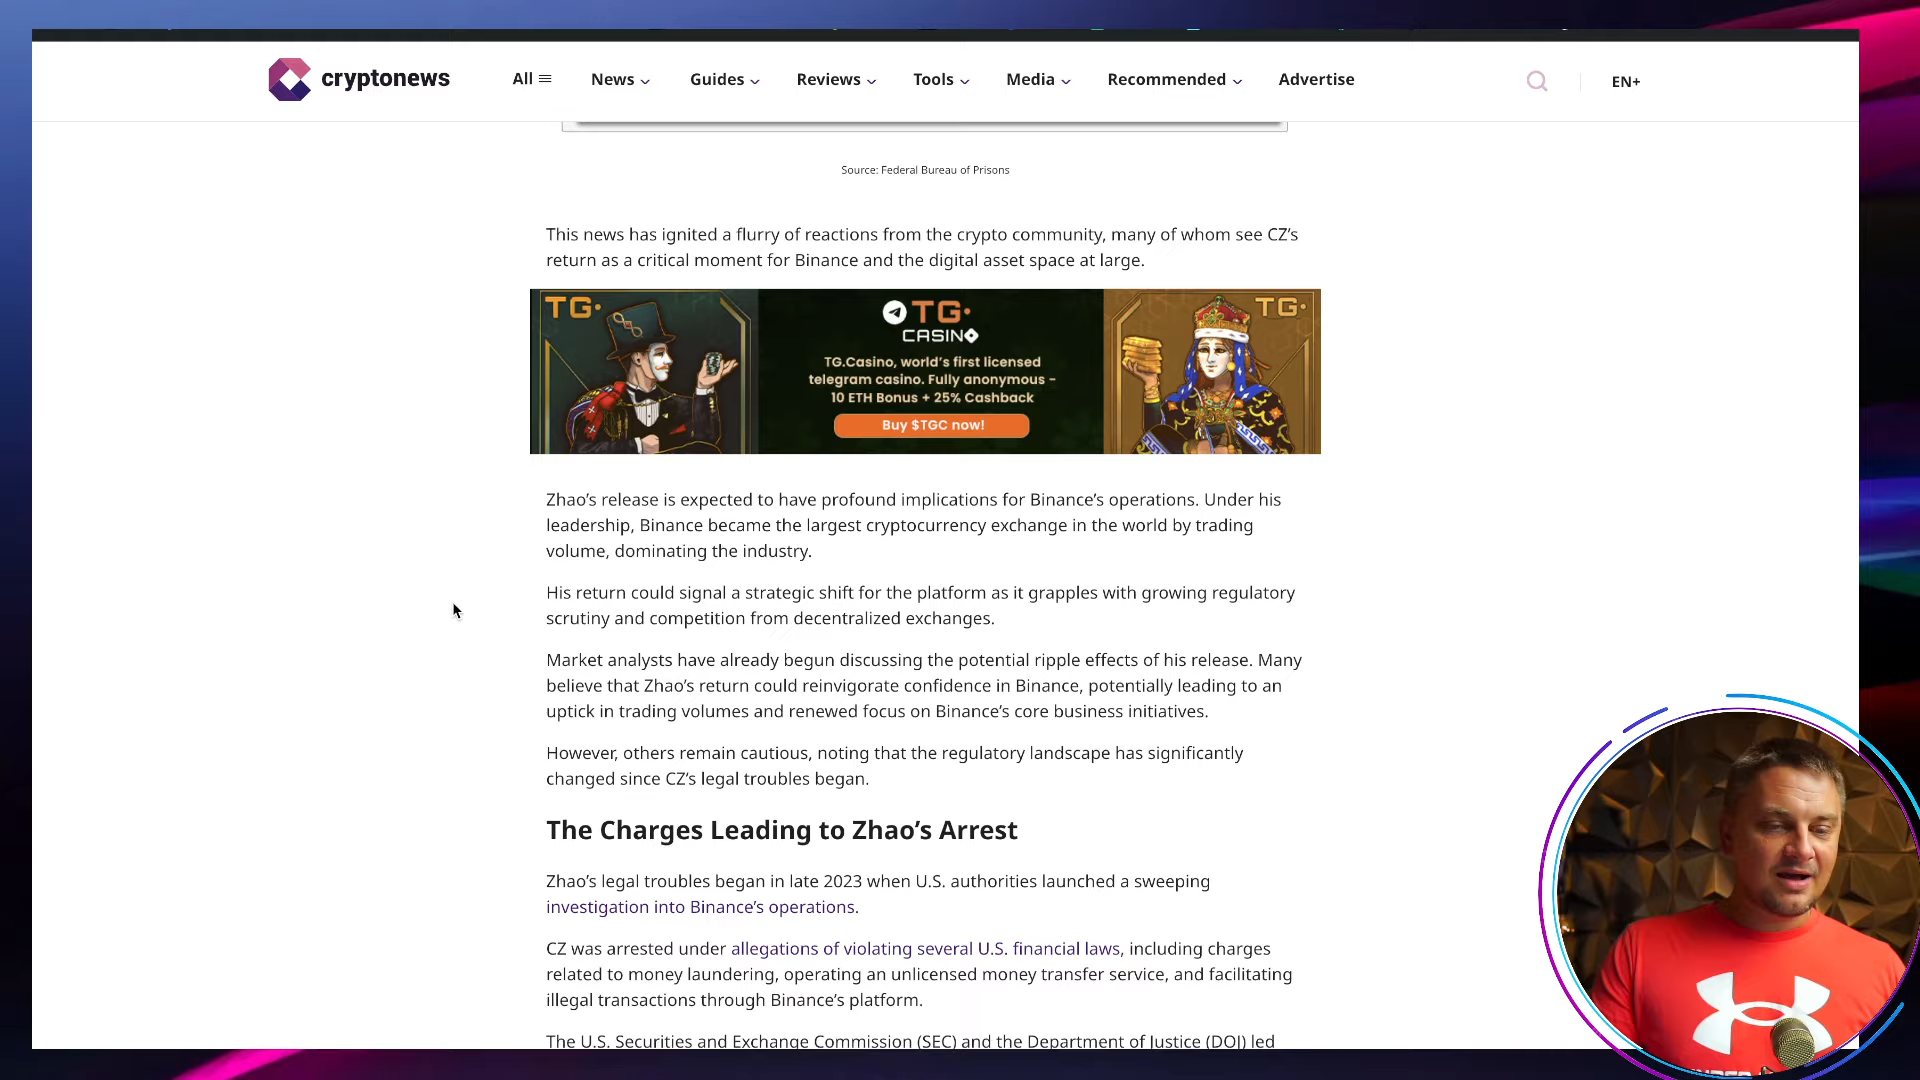 cryptonews
All
News
Guides
Reviews
Tools
Media
Recommended
Advertise
EN+
Source: Federal Bureau of Prisons
This news has ignited a flurry of reactions from the crypto community, many of whom see CZ's
return as a critical moment for Binance and the digital asset space at large.
TG.
TG.
CASINO
TG.Casino, world's first licensed
telegram casino. Fully anonymous -
10 ETH Bonus + 25% Cashback
Buy $TGC now!
TG.
Zhao's release is expected to have profound implications for Binance's operations. Under his
leadership, Binance became the largest cryptocurrency exchange in the world by trading
volume, dominating the industry.
His return could signal a strategic shift for the platform as it grapples with growing regulatory
scrutiny and competition from decentralized exchanges.
Market analysts have already begun discussing the potential ripple effects of his release. Many
believe that Zhao's return could reinvigorate confidence in Binance, potentially leading to an
uptick in trading volumes and renewed focus on Binance's core business initiatives.
However, others remain cautious, noting that the regulatory landscape has significantly
changed since CZ's legal troubles began.
The Charges Leading to Zhao's Arrest
Zhao's legal troubles began in late 2023 when U.S. authorities launched a sweeping
investigation into Binance's operations.
CZ was arrested under allegations of violating several U.S. financial laws, including charges
related to money laundering, operating an unlicensed money transfer service, and facilitating
illegal transactions through Binance's platform.
The U.S. Securities and Exchange Commission (SEC) and the Department of Justice (DOJ) led